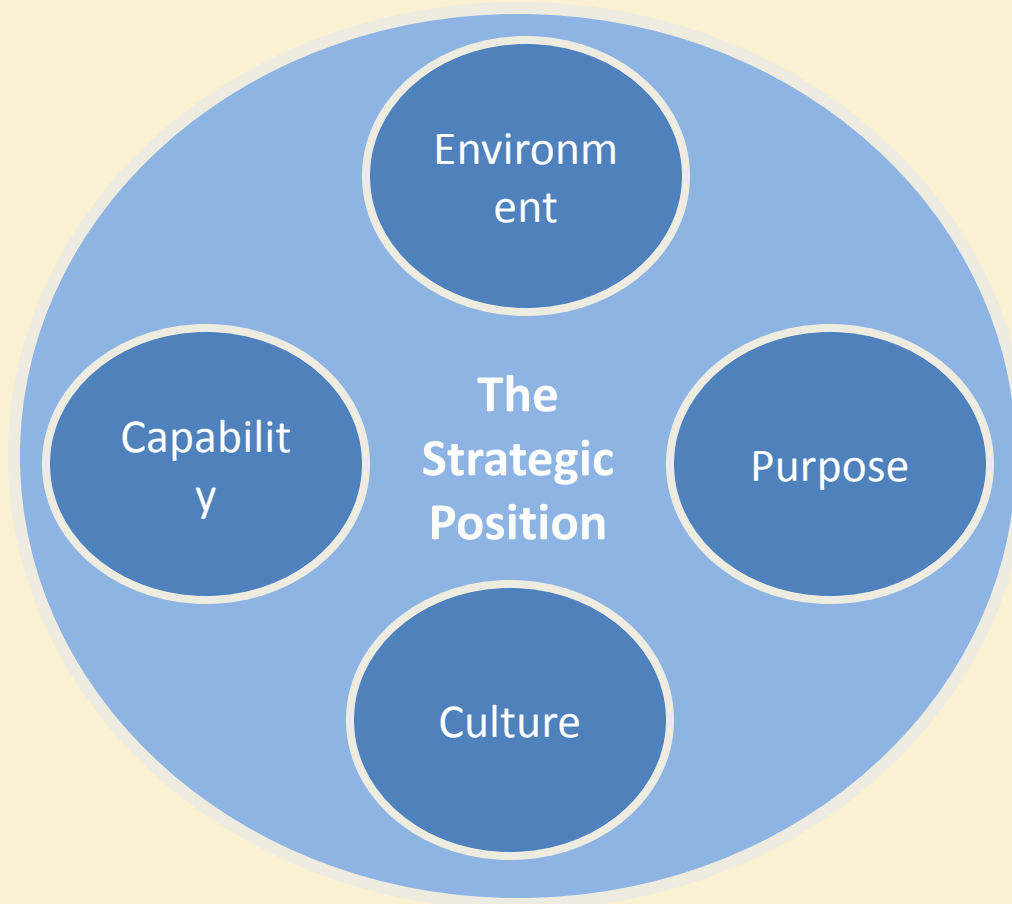 Environm
ent
Capabilit
y
The
Strategic
Position
Purpose
Culture